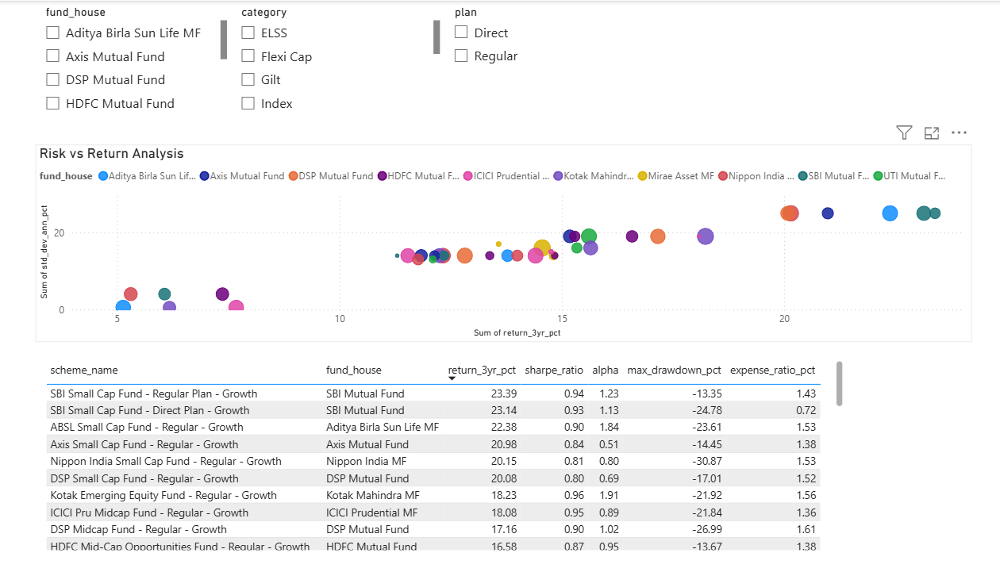 fund_house category plan
Aditya Birla Sun Life MF ELSS Direct
Axis Mutual Fund Flexi Cap Regular
DSP Mutual Fund Gilt
HDFC Mutual Fund Index
Risk vs Return Analysis
fund_house Aditya Birla Sun Lif... Axis Mutual Fund DSP Mutual Fund HDFC Mutual F... ICICI Prudential ... Kotak Mahindr... Mirae Asset MF Nippon India ... SBI Mutual F... UTI Mutual F...
Sum of std_dev_ann_pct
20
0
5 10 15 20
Sum of return_3yr_pct
scheme_name fund_house return_3yr_pct sharpe_ratio alpha max_drawdown_pct expense_ratio_pct
SBI Small Cap Fund - Regular Plan - Growth SBI Mutual Fund 23.39 0.94 1.23 -13.35 1.43
SBI Small Cap Fund - Direct Plan - Growth SBI Mutual Fund 23.14 0.93 1.13 -24.78 0.72
ABSL Small Cap Fund - Regular - Growth Aditya Birla Sun Life MF 22.38 0.90 1.84 -23.61 1.53
Axis Small Cap Fund - Regular - Growth Axis Mutual Fund 20.98 0.84 0.51 -14.45 1.38
Nippon India Small Cap Fund - Regular - Growth Nippon India MF 20.15 0.81 0.80 -30.87 1.53
DSP Small Cap Fund - Regular - Growth DSP Mutual Fund 20.08 0.80 0.69 -17.01 1.52
Kotak Emerging Equity Fund - Regular - Growth Kotak Mahindra MF 18.23 0.96 1.91 -21.92 1.56
ICICI Pru Midcap Fund - Regular - Growth ICICI Prudential MF 18.08 0.95 0.89 -21.84 1.36
DSP Midcap Fund - Regular - Growth DSP Mutual Fund 17.16 0.90 1.02 -26.99 1.61
HDFC Mid-Cap Opportunities Fund - Regular - Growth HDFC Mutual Fund 16.58 0.87 0.95 -13.67 1.38